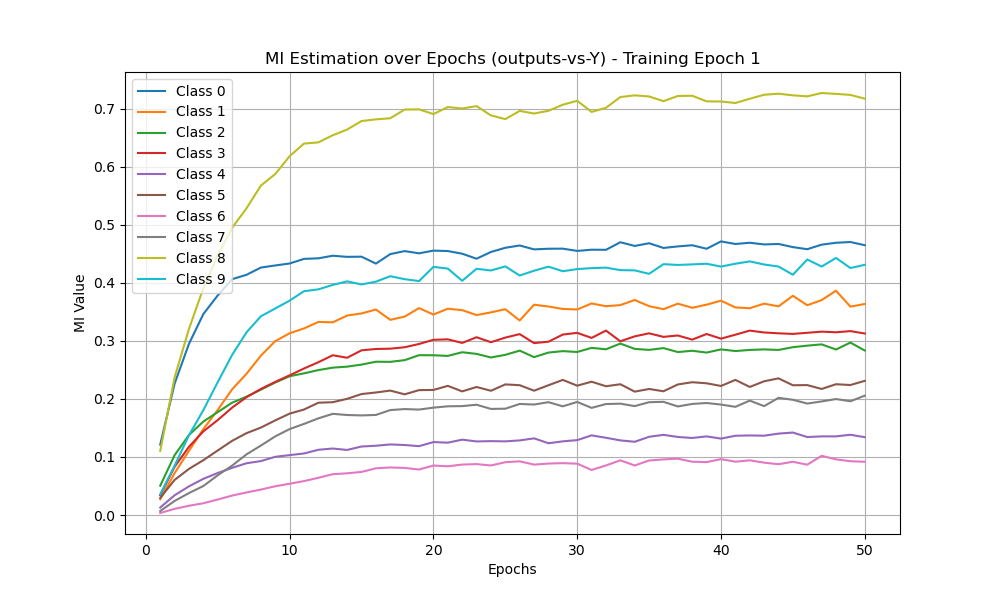 MI Estimation over Epochs (outputs-vs-Y) - Training Epoch 1
Class 0
Class 1
Class 2
Class 3
Class 4
Class 5
Class 6
Class 7
Class 8
Class 9
MI Value
0.7
0.6
0.5
0.4
0.3
0.2
0.1
0.0
0 10 20 30 40 50
Epochs